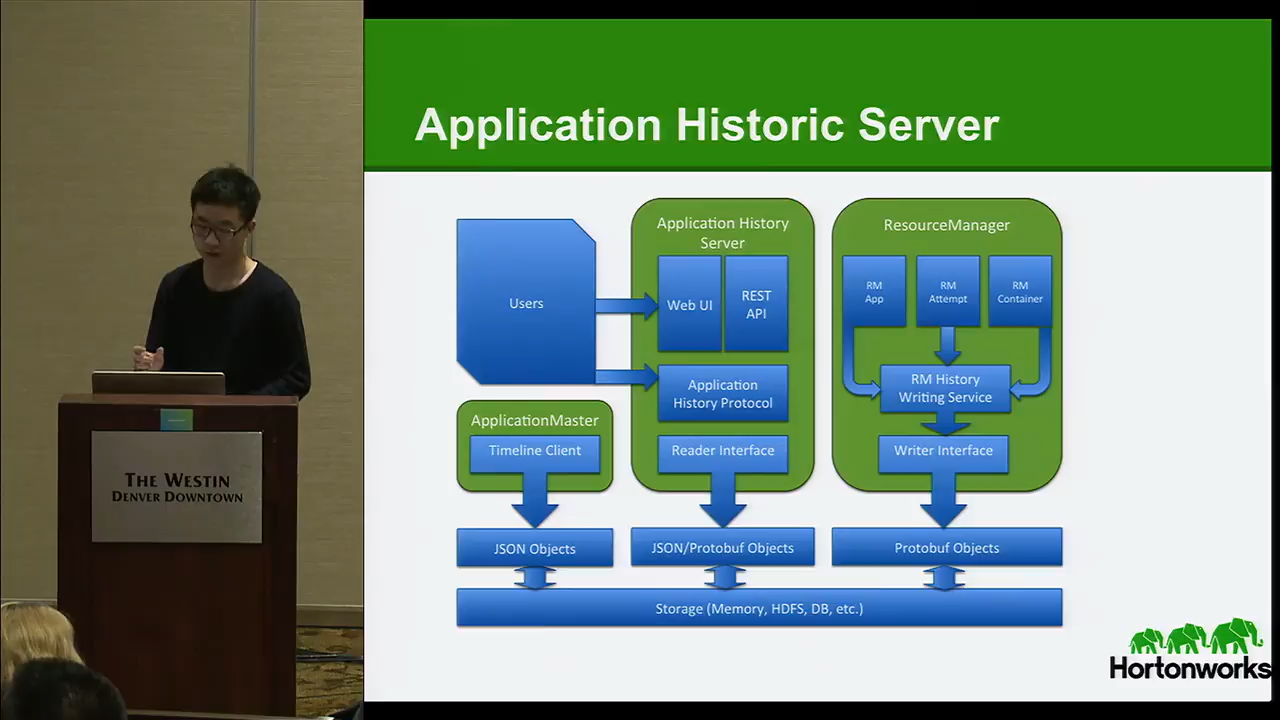 Application Historic Server
Users
Application History
Server
Web UI
REST
API
Application
History Protocol
Reader Interface
ResourceManager
RM
App
RM
Attempt
RM
Container
RM History
Writing Service
Writer Interface
ApplicationMaster
Timeline Client
JSON Objects
JSON/Protobuf Objects
Protobuf Objects
Storage (Memory, HDFS, DB, etc.)
Hortonworks
THE WESTIN
DENVER DOWNTOWN